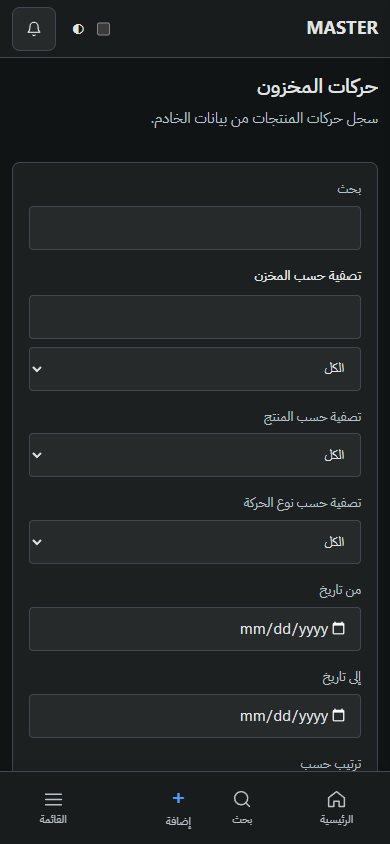 MASTER
حركات المخزون
سجل حركات المنتجات من بيانات الخادم.
بحث
تصفية حسب المخزن
الكل
تصفية حسب المنتج
الكل
تصفية حسب نوع الحركة
الكل
من تاريخ
mm/dd/yyyy
إلى تاريخ
mm/dd/yyyy
ترتيب حسب
الرئيسية
بحث
إضافة
القائمة